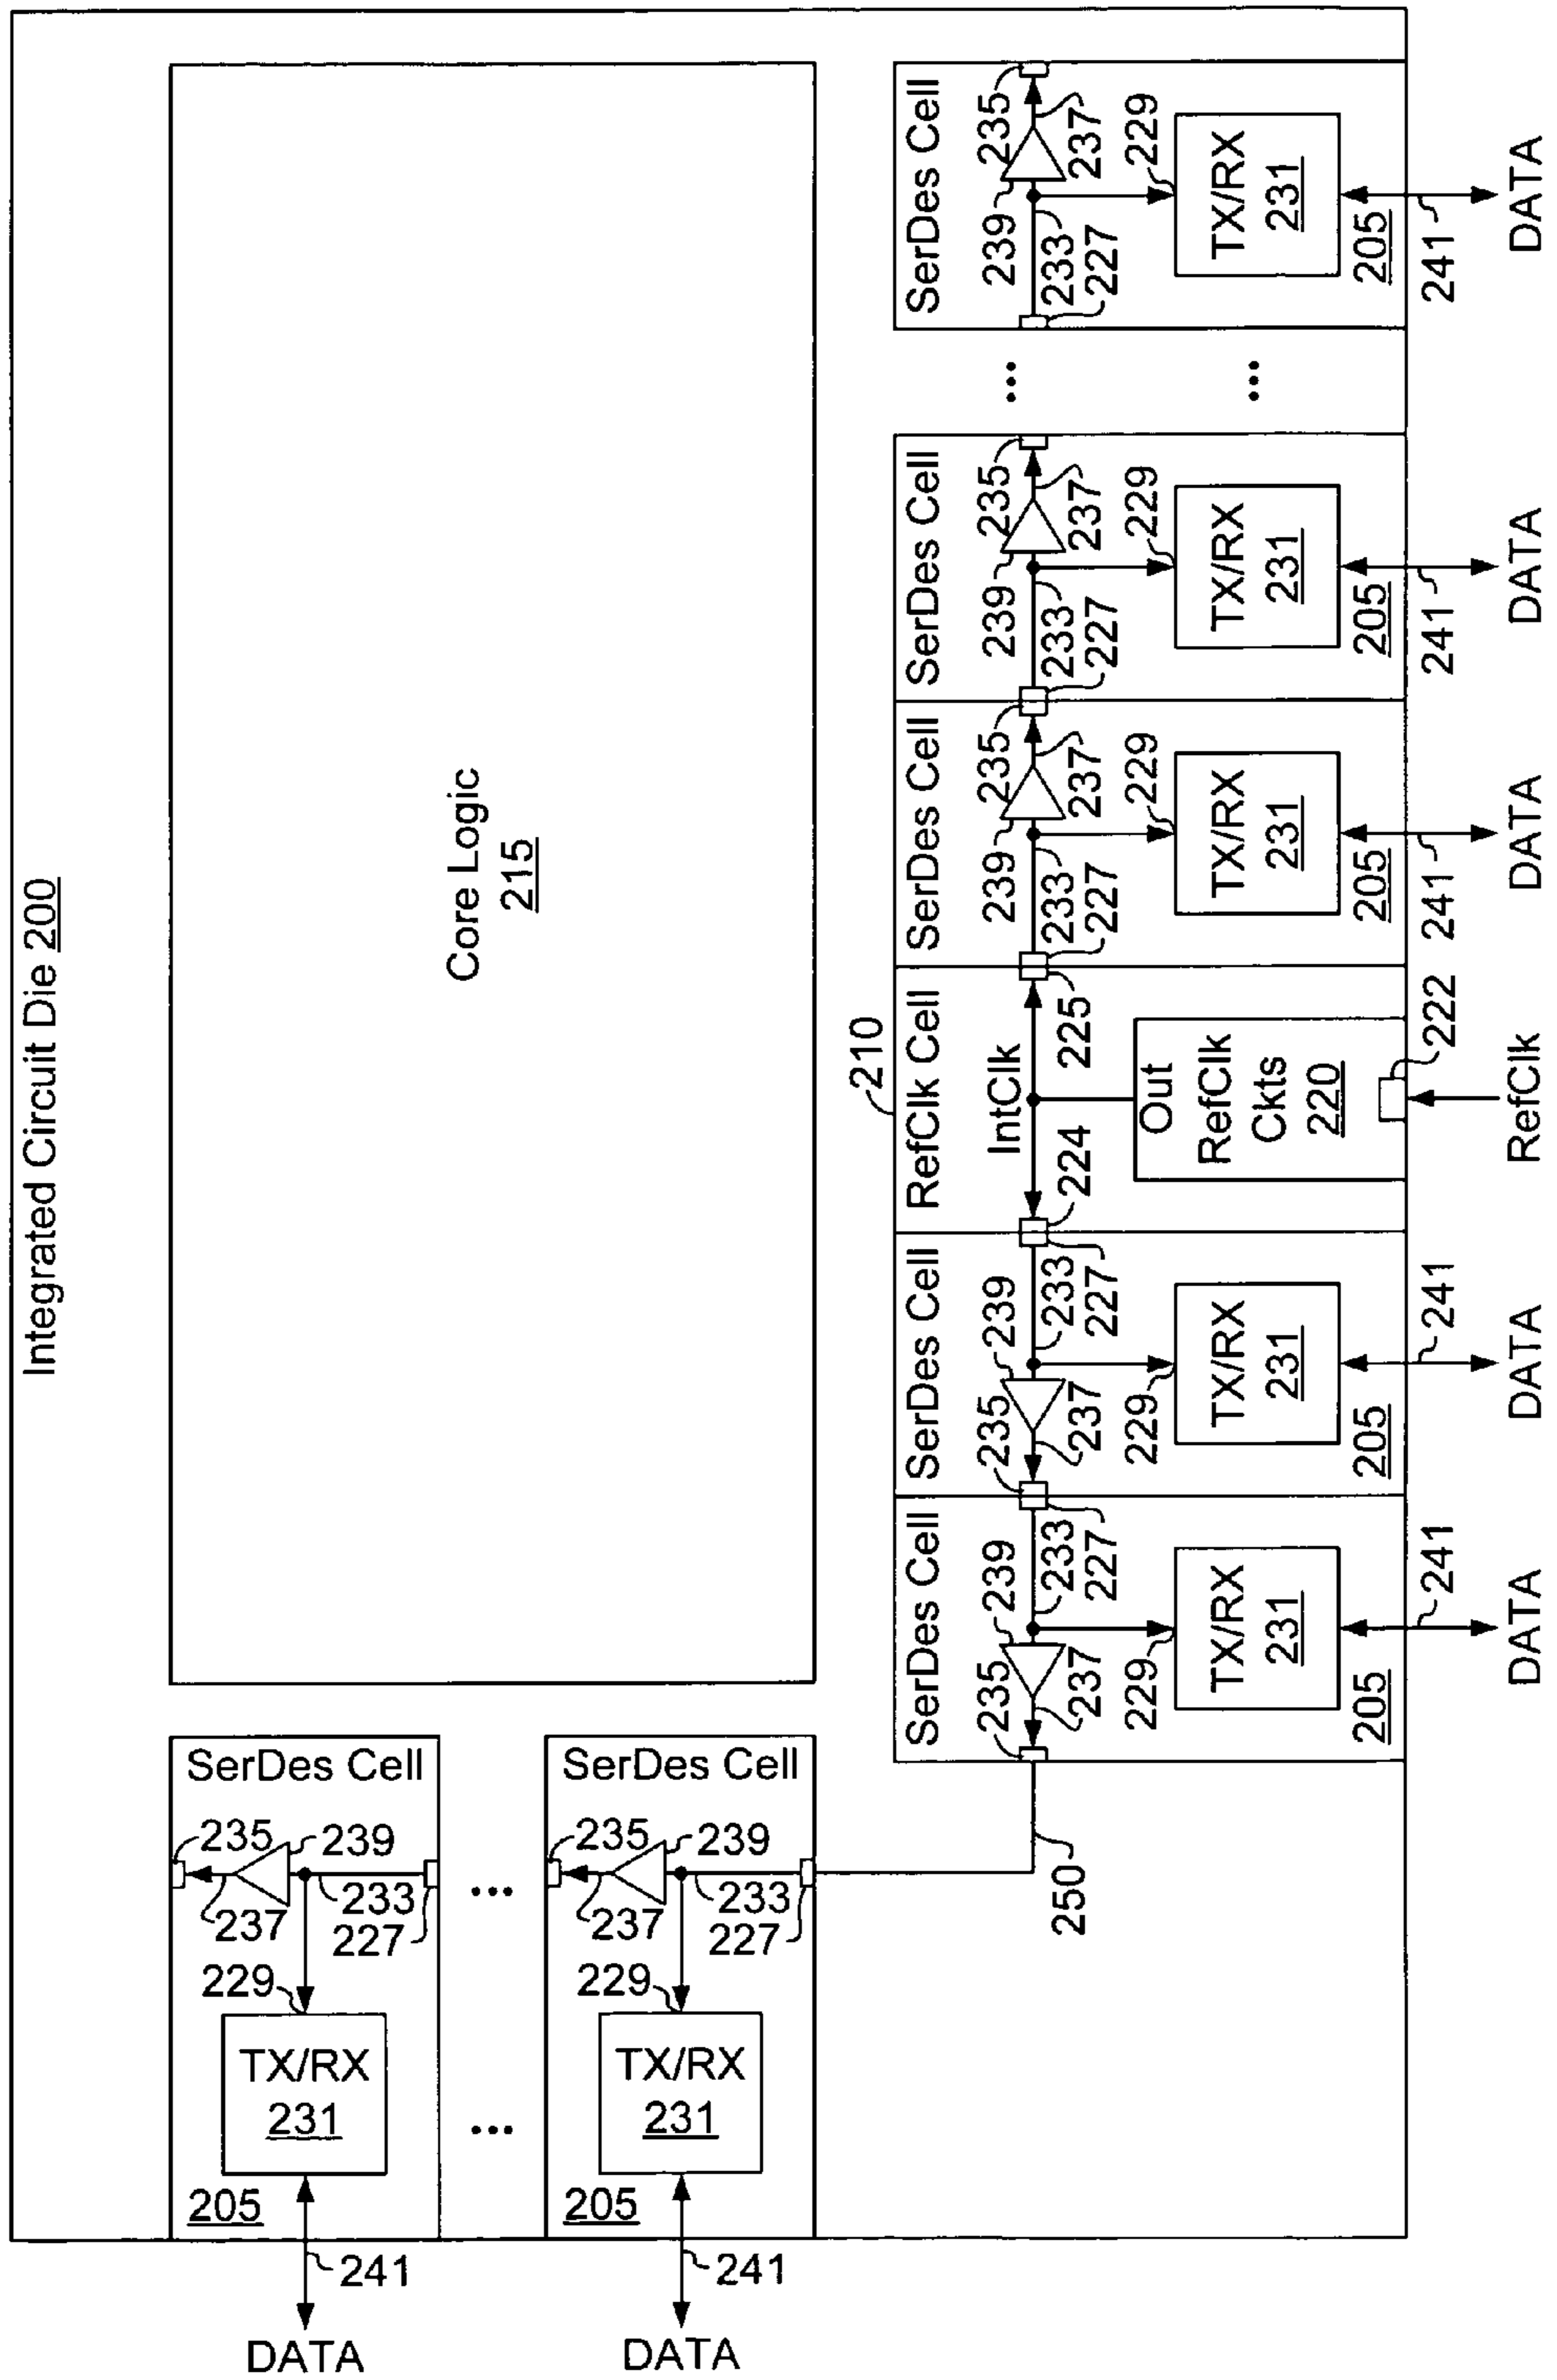 Integrated Circuit Die 200
Core Logic
215
SerDes Cell
235
239
237
233
227
229
TX/RX
231
205
241
DATA
...
...
SerDes Cell
235
239
237
233
227
229
TX/RX
231
205
241
DATA
250
SerDes Cell
235
239
237
233
227
229
TX/RX
231
205
241
DATA
SerDes Cell
235
239
237
233
227
229
TX/RX
231
205
241
DATA
210
RefClk Cell
IntClk
224
225
Out
RefClk
Ckts
220
222
RefClk
SerDes Cell
239
235
233
237
227
229
TX/RX
231
205
241
DATA
SerDes Cell
239
235
233
237
227
229
TX/RX
231
205
241
DATA
...
...
SerDes Cell
239
235
233
237
227
229
TX/RX
231
205
241
DATA